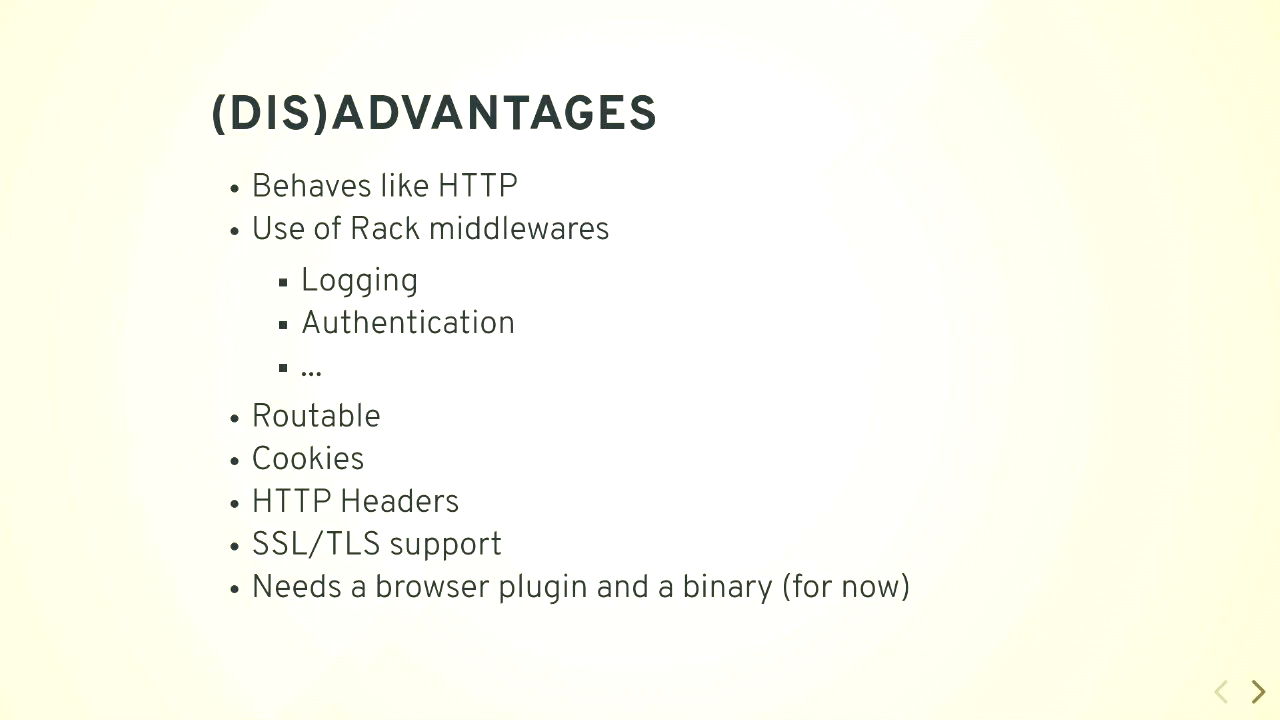 (DIS)ADVANTAGES
• Behaves like HTTP
• Use of Rack middlewares
▪ Logging
▪ Authentication
▪ ...
• Routable
• Cookies
• HTTP Headers
• SSL/TLS support
• Needs a browser plugin and a binary (for now)